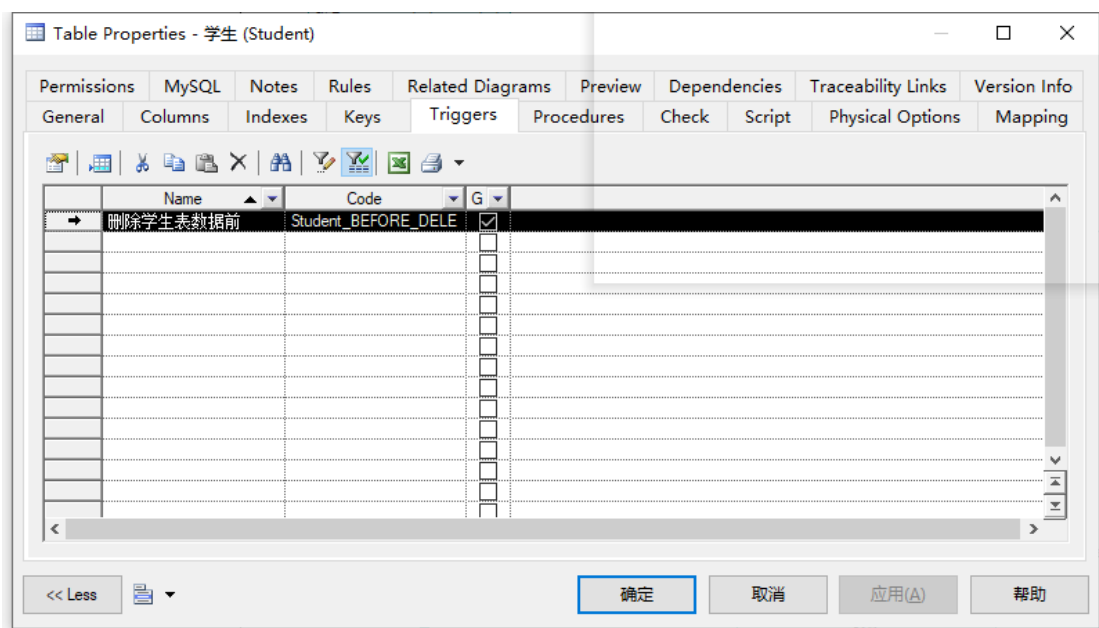 Table Properties - 学生 (Student)
Permissions MySQL Notes Rules Related Diagrams Preview Dependencies Traceability Links Version Info
General Columns Indexes Keys Triggers Procedures Check Script Physical Options Mapping
Name Code G
删除学生表数据前 Student_BEFORE_DELE
<< Less 确定 取消 应用(A) 帮助